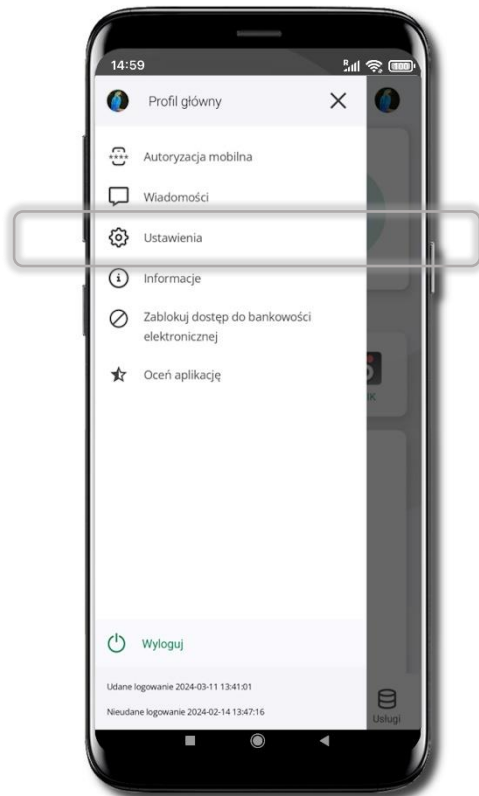 14:59
R
100
Profil główny
Autoryzacja mobilna
Wiadomości
Ustawienia
Informacje
Zablokuj dostęp do bankowości
elektronicznej
Oceń aplikację
Wyloguj
Udane logowanie 2024-03-11 13:41:01
Nieudane logowanie 2024-02-14 13:47:16
Usługi